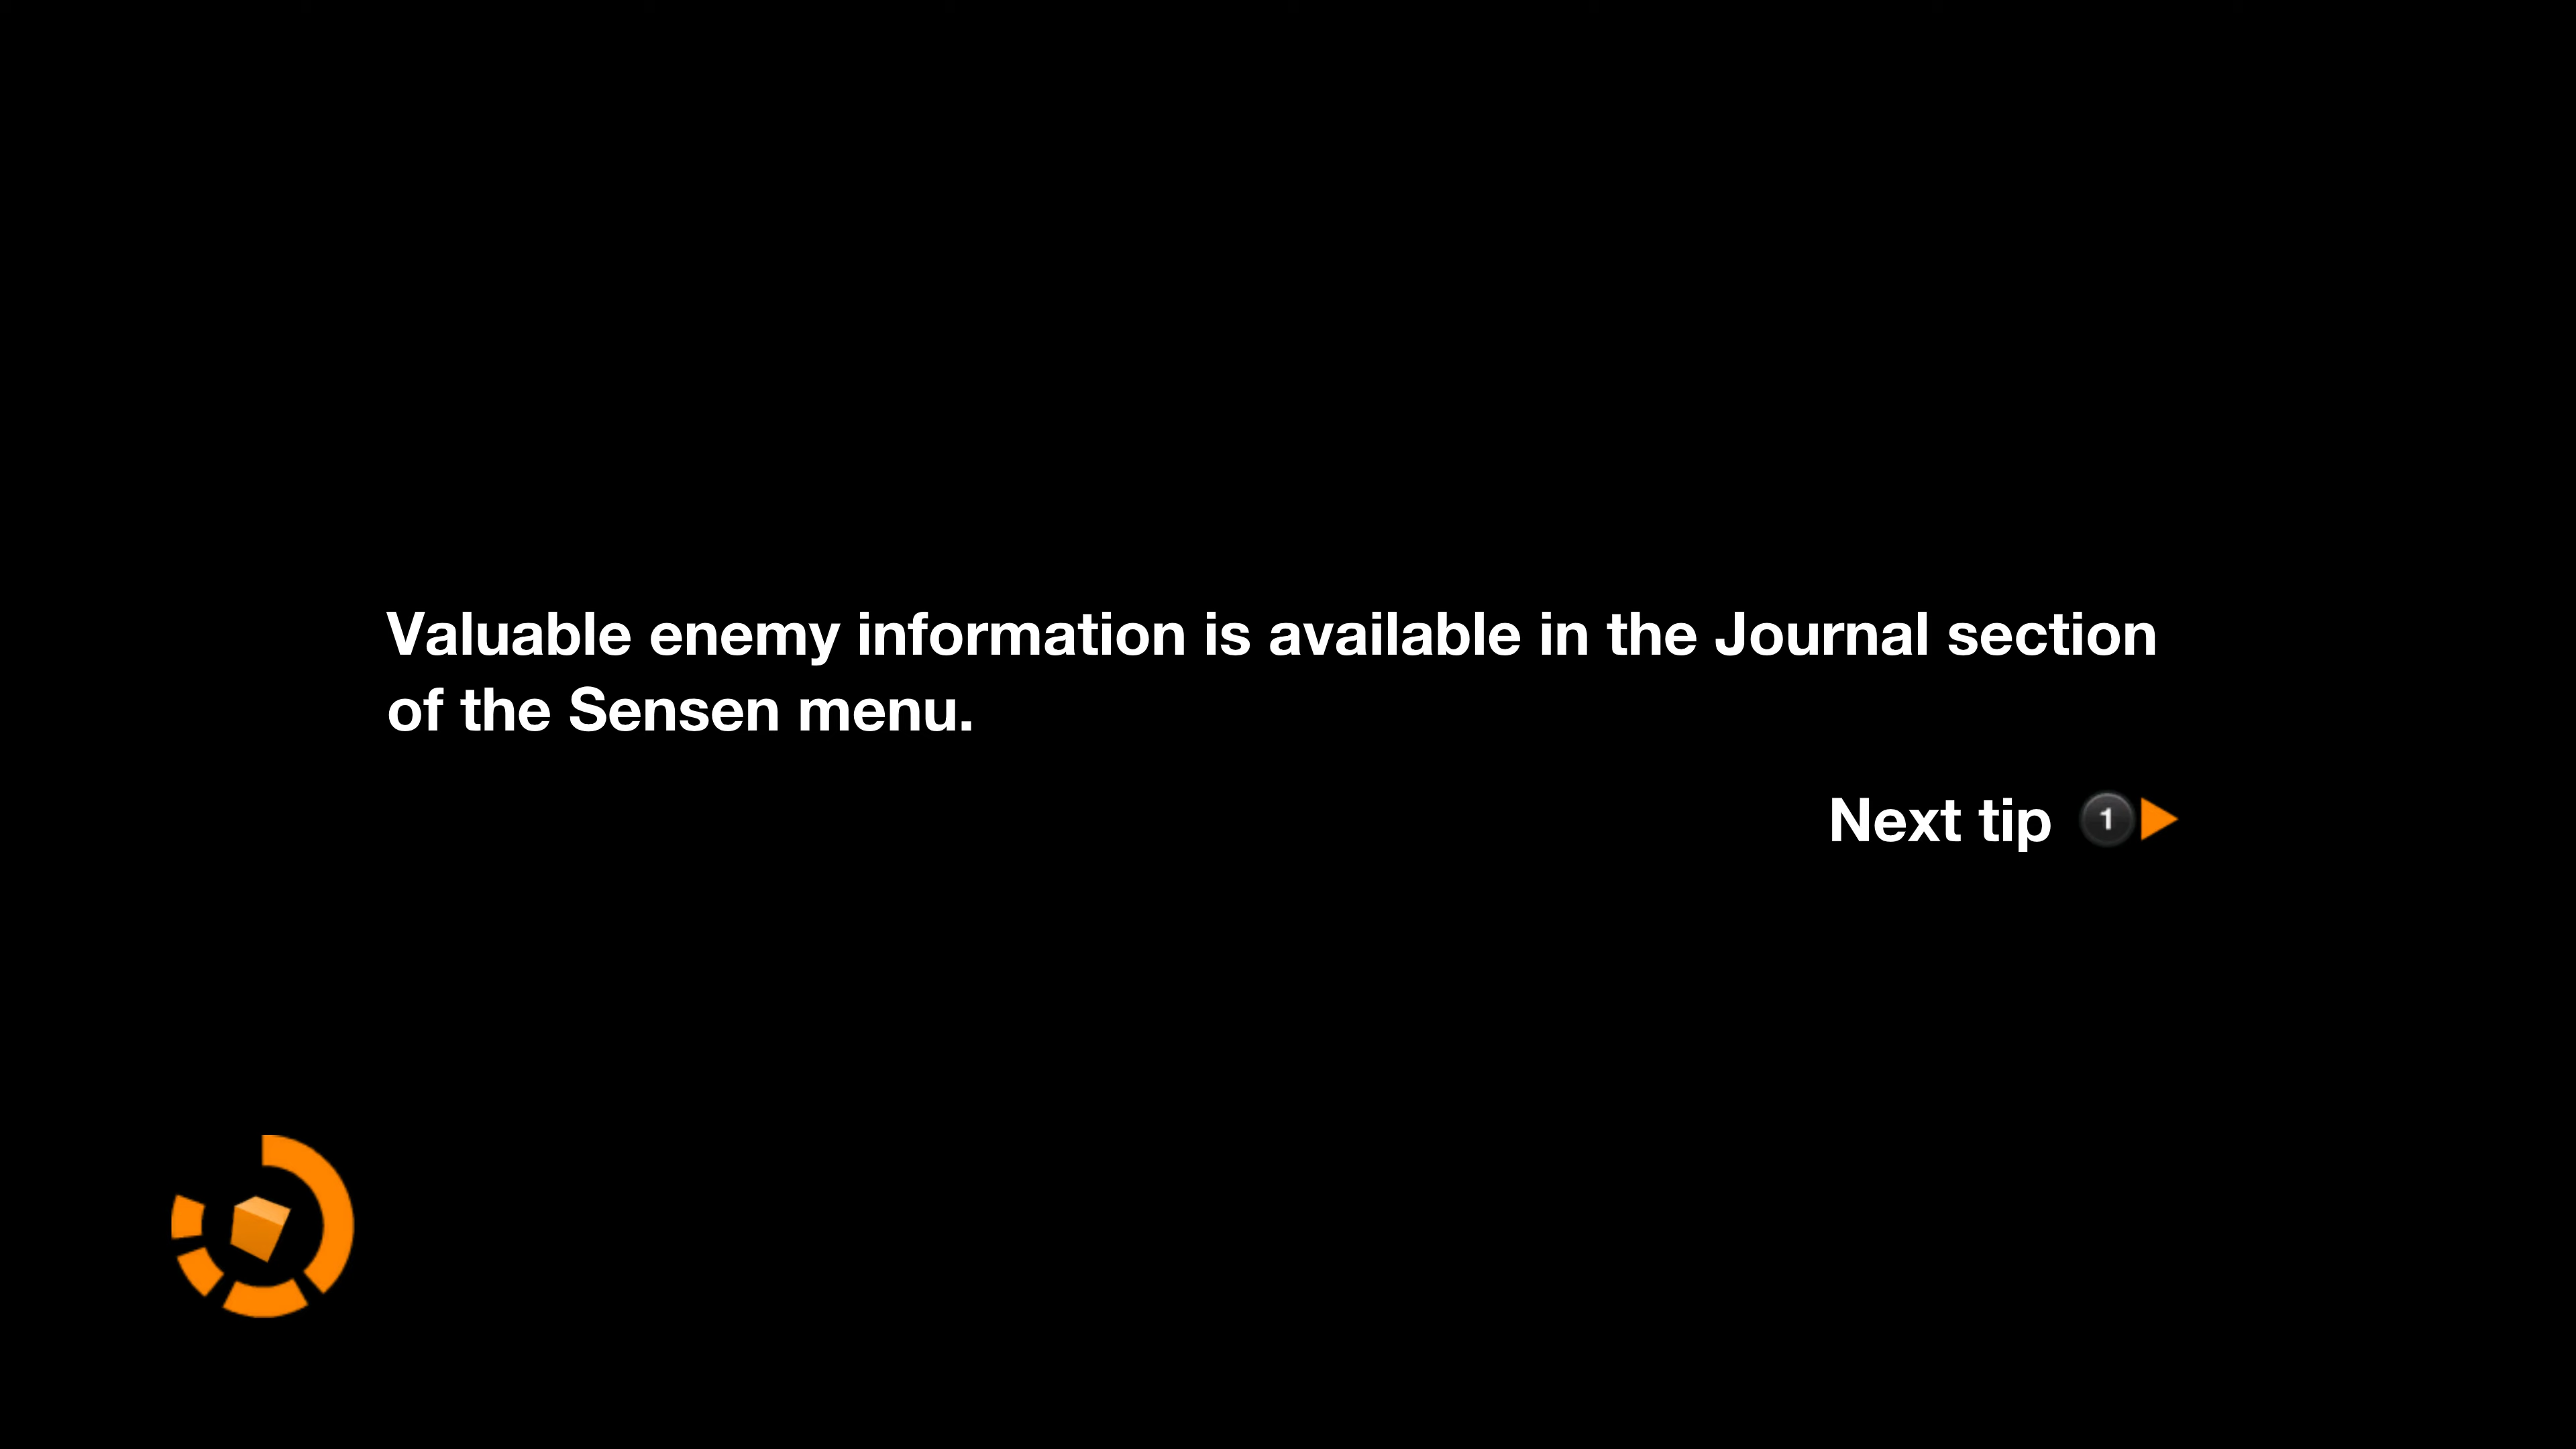 Valuable enemy information is available in the Journal section
of the Sensen menu.
Next tip 1